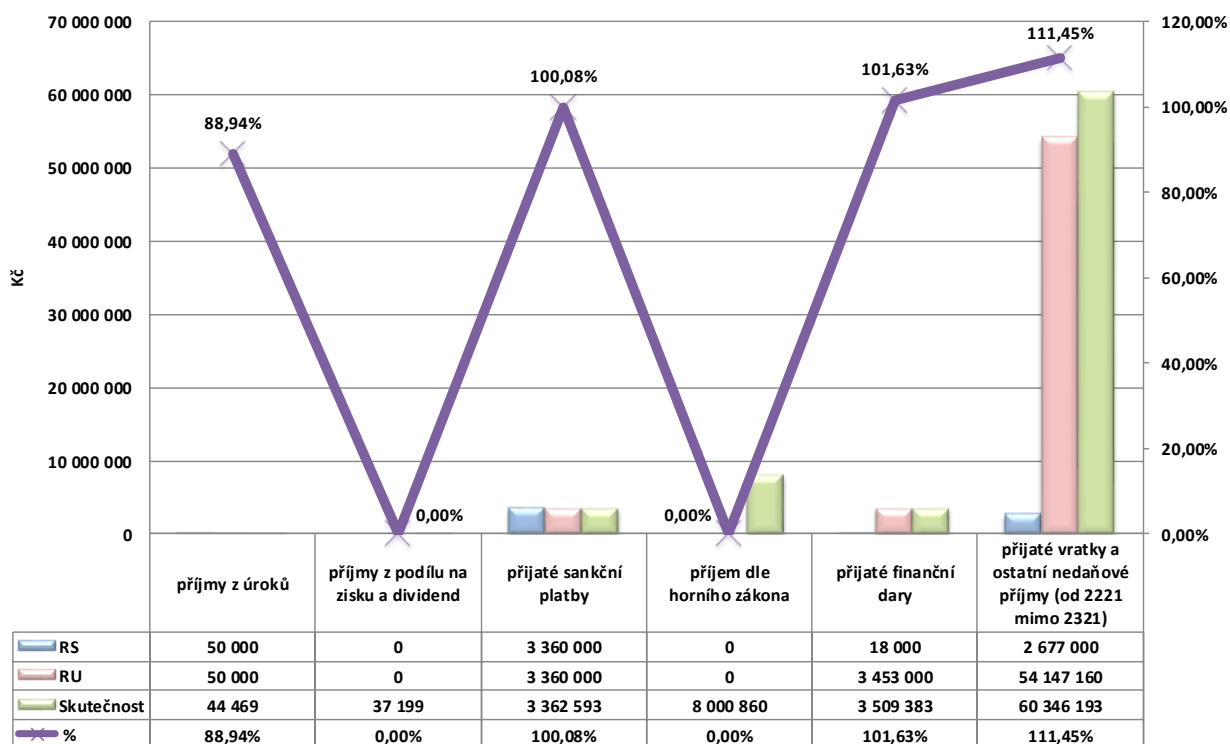 70 000 000
60 000 000
50 000 000
40 000 000
30 000 000
20 000 000
10 000 000
0
Kč
120,00%
100,00%
80,00%
60,00%
40,00%
20,00%
0,00%
88,94%
0,00%
100,08%
0,00%
101,63%
111,45%
příjmy z úroků
příjmy z podílu na
zisku a dividend
přijaté sankční
platby
příjem dle
horního zákona
přijaté finanční
dary
přijaté vratky a
ostatní nedaňové
příjmy (od 2221
mimo 2321)
RS 50 000 0 3 360 000 0 18 000 2 677 000
RU 50 000 0 3 360 000 0 3 453 000 54 147 160
Skutečnost 44 469 37 199 3 362 593 8 000 860 3 509 383 60 346 193
% 88,94% 0,00% 100,08% 0,00% 101,63% 111,45%